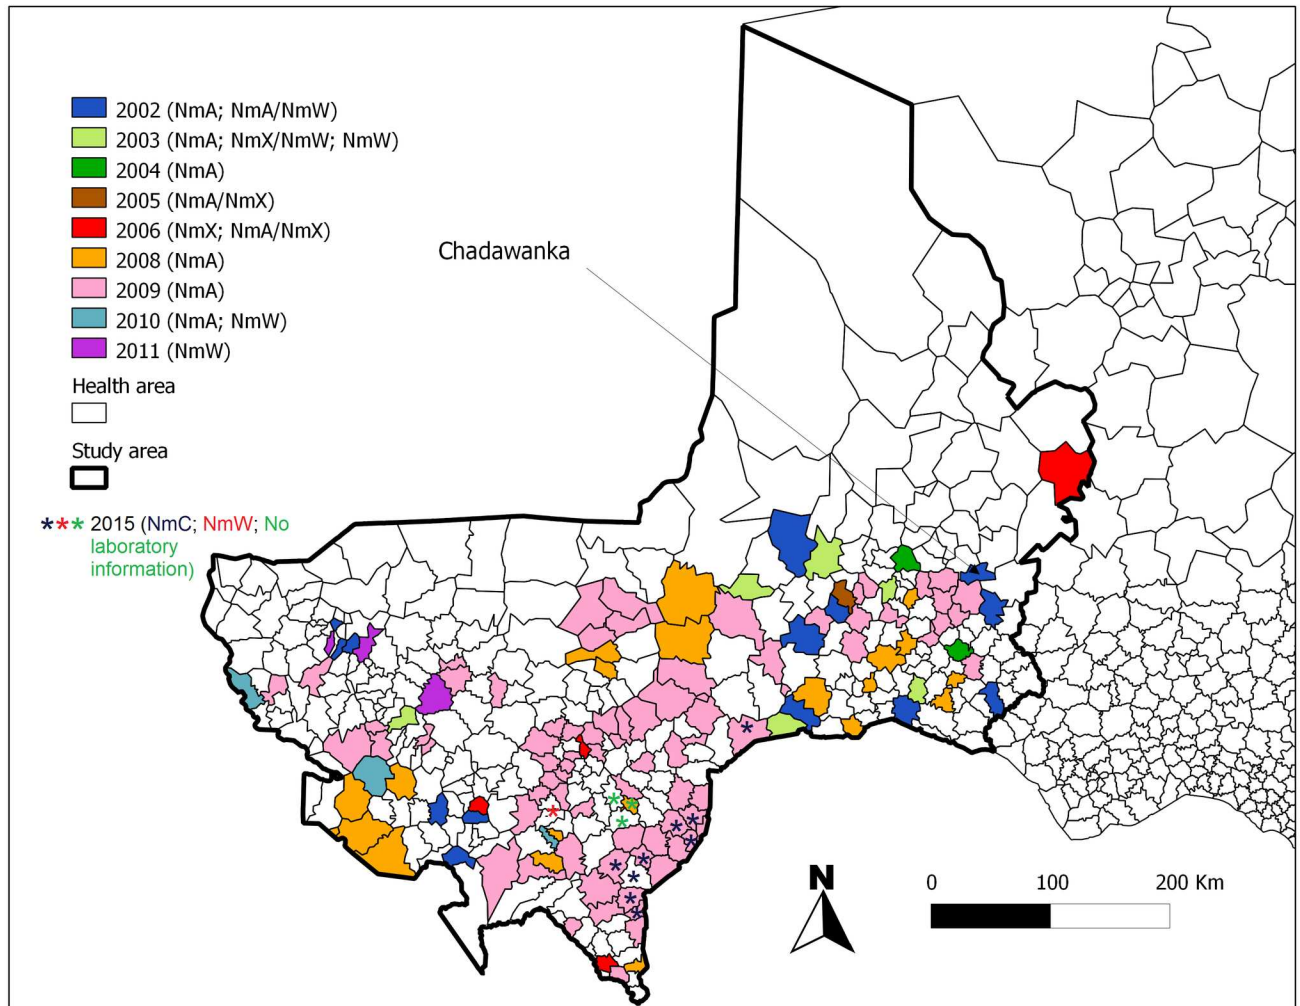 2002 (NmA; NmA/NmW)
2003 (NmA; NmX/NmW; NmW)
2004 (NmA)
2005 (NmA/NmX)
2006 (NmX; NmA/NmX)
2008 (NmA)
2009 (NmA)
2010 (NmA; NmW)
2011 (NmW)
Health area
Study area
*** 2015 (NmC; NmW; No
laboratory
information)
Chadawanka
N
0 100 200 Km